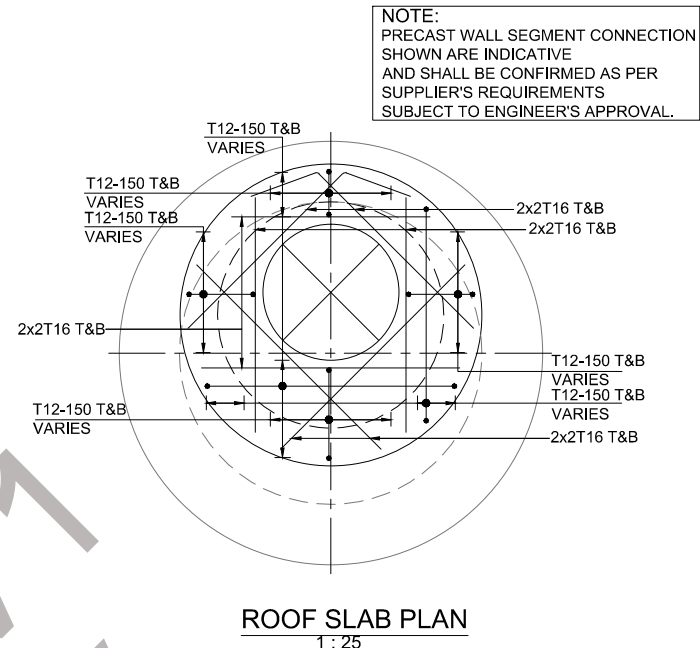 NOTE:
PRECAST WALL SEGMENT CONNECTION
SHOWN ARE INDICATIVE
AND SHALL BE CONFIRMED AS PER
SUPPLIER'S REQUIREMENTS
SUBJECT TO ENGINEER'S APPROVAL.
T12-150 T&B
VARIES
T12-150 T&B
VARIES
T12-150 T&B
VARIES
2x2T16 T&B
2x2T16 T&B
2x2T16 T&B
T12-150 T&B
VARIES
T12-150 T&B
VARIES
T12-150 T&B
VARIES
2x2T16 T&B
ROOF SLAB PLAN
1 : 25